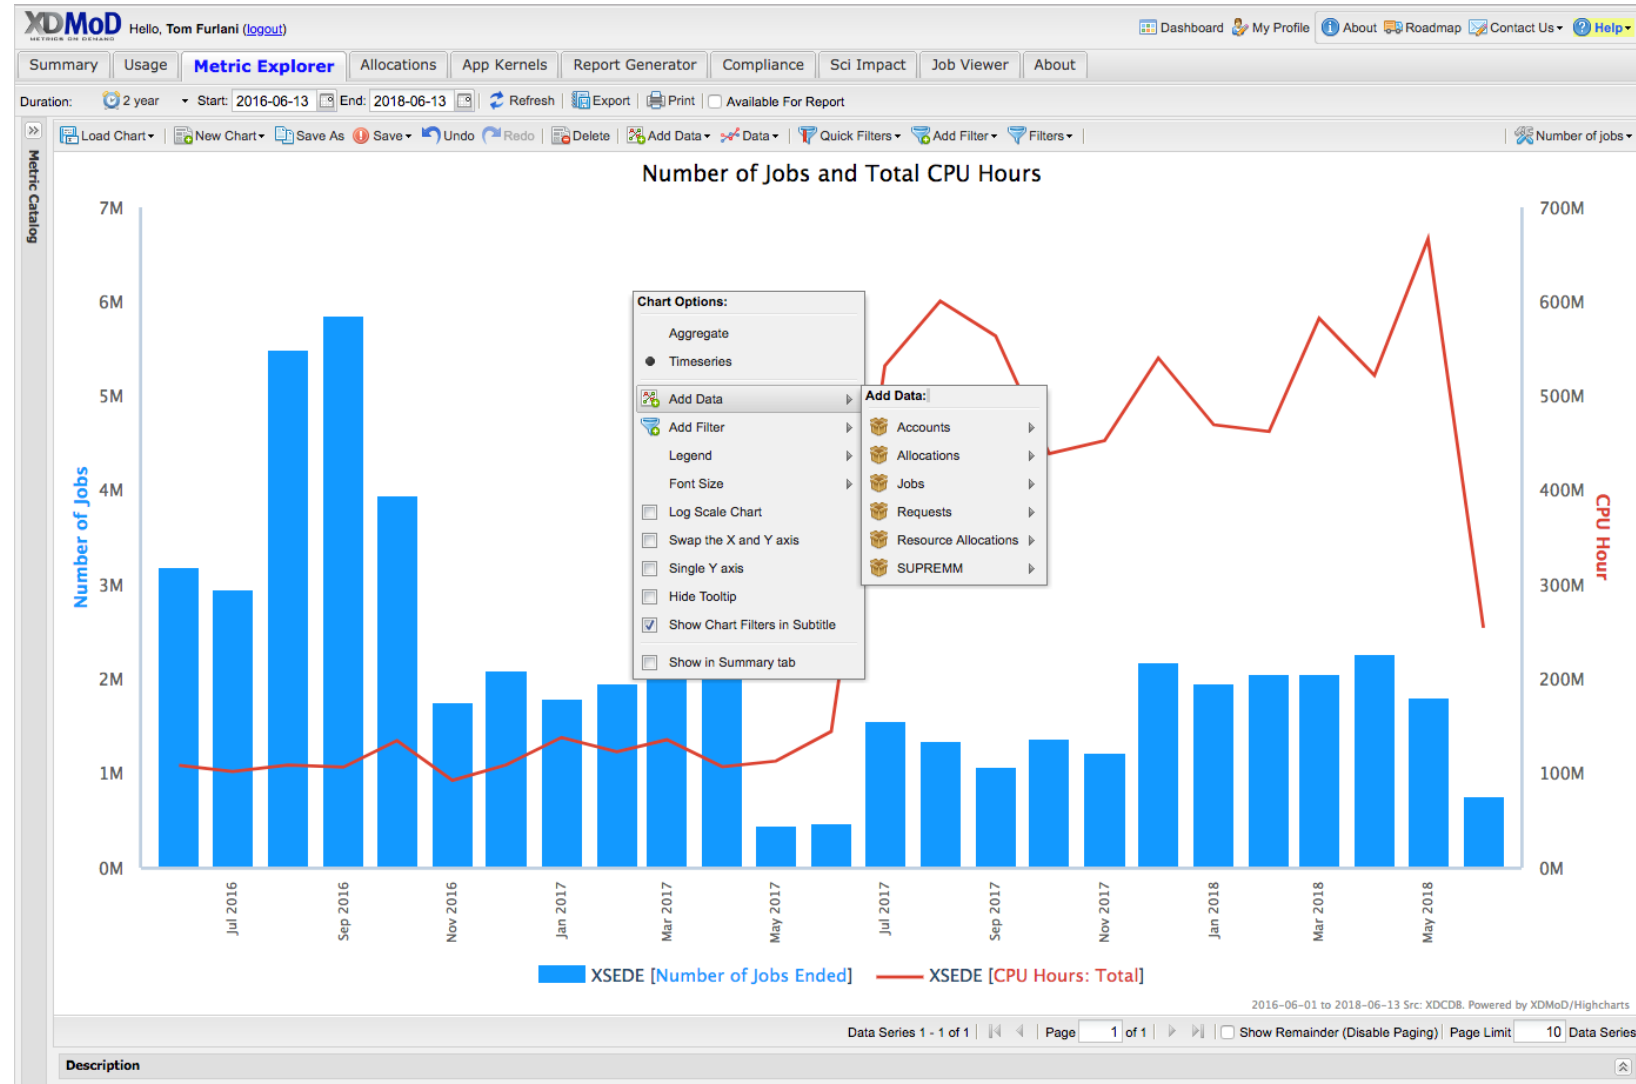 XDMoD Hello, Tom Furlani (logout) Dashboard My Profile About Roadmap Contact Us Help
METRICS ON DEMAND
Summary Usage Metric Explorer Allocations App Kernels Report Generator Compliance Sci Impact Job Viewer About
Duration: 2 year Start: 2016-06-13 End: 2018-06-13 Refresh Export Print Available For Report
Load Chart New Chart Save As Save Undo Redo Delete Add Data Data Quick Filters Add Filter Filters Number of jobs
Metric Catalog
Number of Jobs and Total CPU Hours
7M
6M
5M
4M
3M
2M
1M
0M
Number of Jobs
Chart Options:
Aggregate
Timeseries
Add Data
Add Filter
Legend
Font Size
Log Scale Chart
Swap the X and Y axis
Single Y axis
Hide Tooltip
Show Chart Filters in Subtitle
Show in Summary tab
Add Data:
Accounts
Allocations
Jobs
Requests
Resource Allocations
SUPREMM
700M
600M
500M
400M
300M
200M
100M
0M
CPU Hour
Jul 2016
Sep 2016
Nov 2016
Jan 2017
Mar 2017
May 2017
Jul 2017
Sep 2017
Nov 2017
Jan 2018
Mar 2018
May 2018
XSEDE [Number of Jobs Ended] XSEDE [CPU Hours: Total]
2016-06-01 to 2018-06-13 Src: XDCDB. Powered by XDMoD/Highcharts
Data Series 1 - 1 of 1 Page 1 of 1 Show Remainder (Disable Paging) Page Limit 10 Data Series
Description